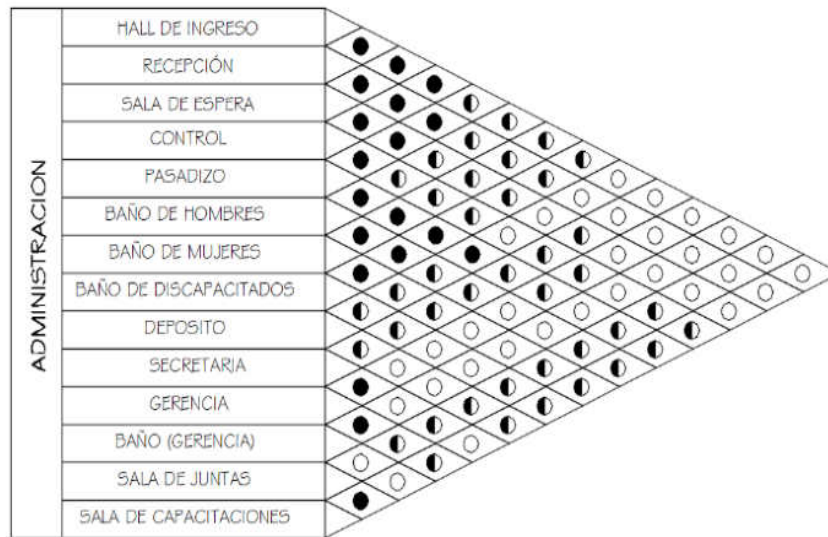 ADMINISTRACION
HALL DE INGRESO
RECEPCIÓN
SALA DE ESPERA
CONTROL
PASADIZO
BAÑO DE HOMBRES
BAÑO DE MUJERES
BAÑO DE DISCAPACITADOS
DEPOSITO
SECRETARIA
GERENCIA
BAÑO (GERENCIA)
SALA DE JUNTAS
SALA DE CAPACITACIONES